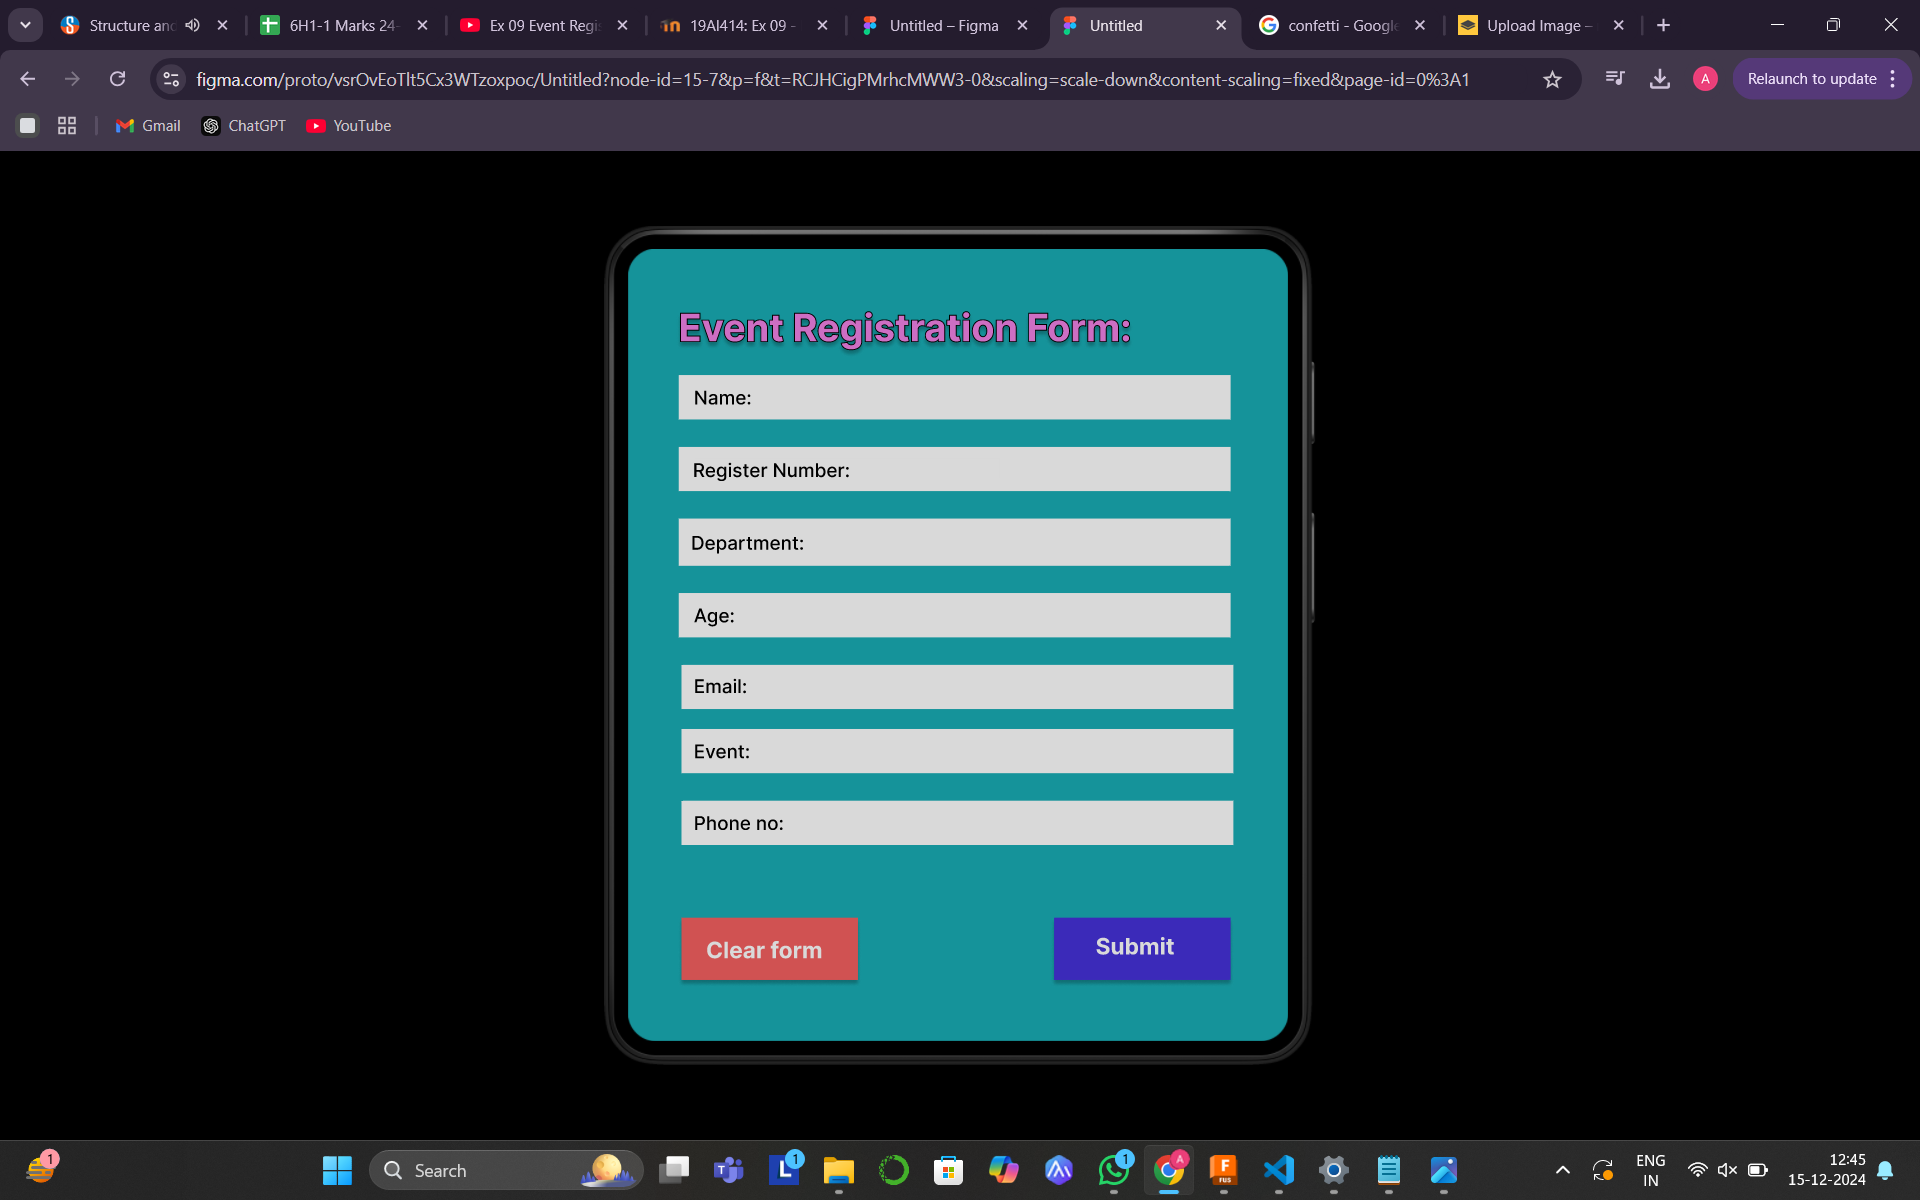 Structure and
6H1-1 Marks 24-
Ex 09 Event Regis
19AI414: Ex 09 -
Untitled – Figma
Untitled
confetti - Google
Upload Image –
figma.com/proto/vsrOvEoTlt5Cx3WTzoxpoc/Untitled?node-id=15-7&p=f&t=RCJHCigPMrhcMWW3-0&scaling=scale-down&content-scaling=fixed&page-id=0%3A1
A
Relaunch to update
Gmail
ChatGPT
YouTube
Event Registration Form:
Name:
Register Number:
Department:
Age:
Email:
Event:
Phone no:
Clear form
Submit
1
Search
1
1
A
ENG
IN
12:45
15-12-2024